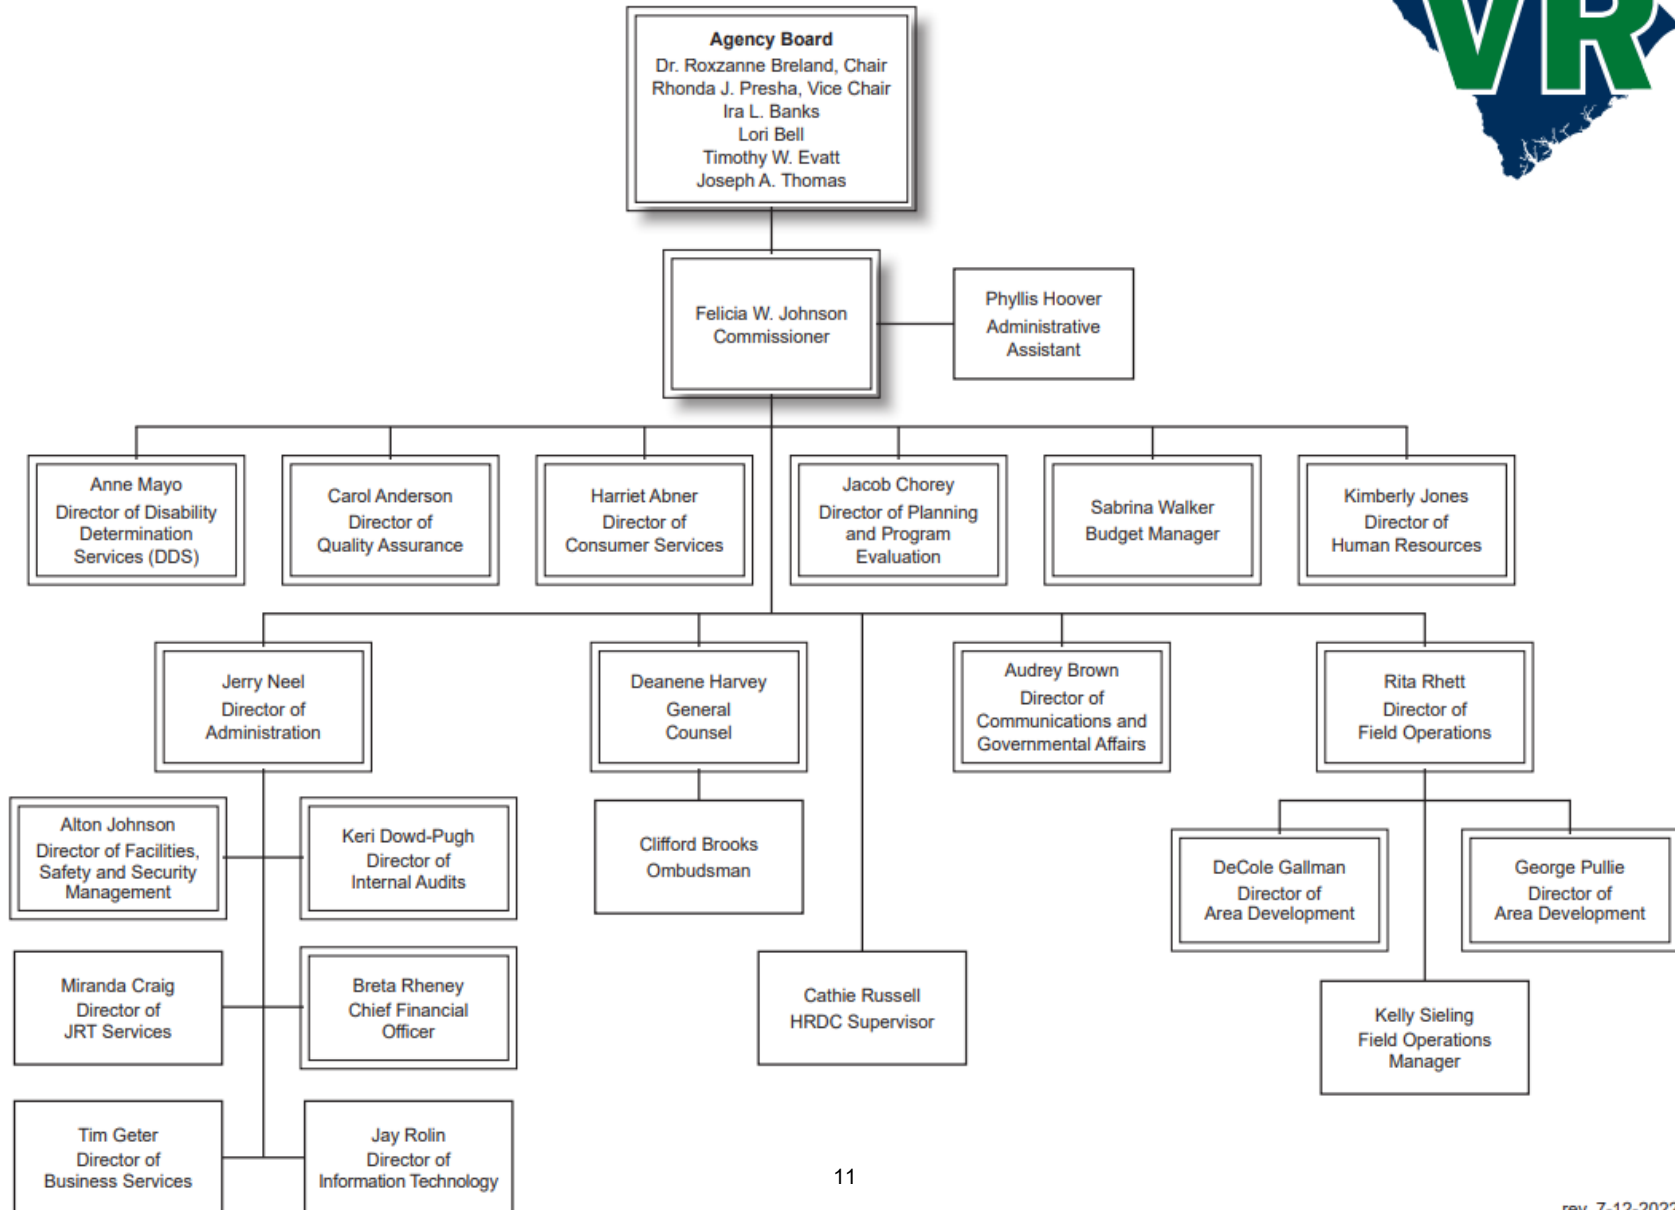 VR
Agency Board
Dr. Roxzanne Breland, Chair
Rhonda J. Presha, Vice Chair
Ira L. Banks
Lori Bell
Timothy W. Evatt
Joseph A. Thomas
Felicia W. Johnson
Commissioner
Phyllis Hoover
Administrative
Assistant
Anne Mayo
Director of Disability
Determination
Services (DDS)
Carol Anderson
Director of
Quality Assurance
Harriet Abner
Director of
Consumer Services
Jacob Chorey
Director of Planning
and Program
Evaluation
Sabrina Walker
Budget Manager
Kimberly Jones
Director of
Human Resources
Jerry Neel
Director of
Administration
Deanene Harvey
General
Counsel
Audrey Brown
Director of
Communications and
Governmental Affairs
Rita Rhett
Director of
Field Operations
Alton Johnson
Director of Facilities,
Safety and Security
Management
Keri Dowd-Pugh
Director of
Internal Audits
Clifford Brooks
Ombudsman
DeCole Gallman
Director of
Area Development
George Pullie
Director of
Area Development
Miranda Craig
Director of
JRT Services
Breta Rheney
Chief Financial
Officer
Cathie Russell
HRDC Supervisor
Kelly Sieling
Field Operations
Manager
Tim Geter
Director of
Business Services
Jay Rolin
Director of
Information Technology
11
rev. 7-12-2022